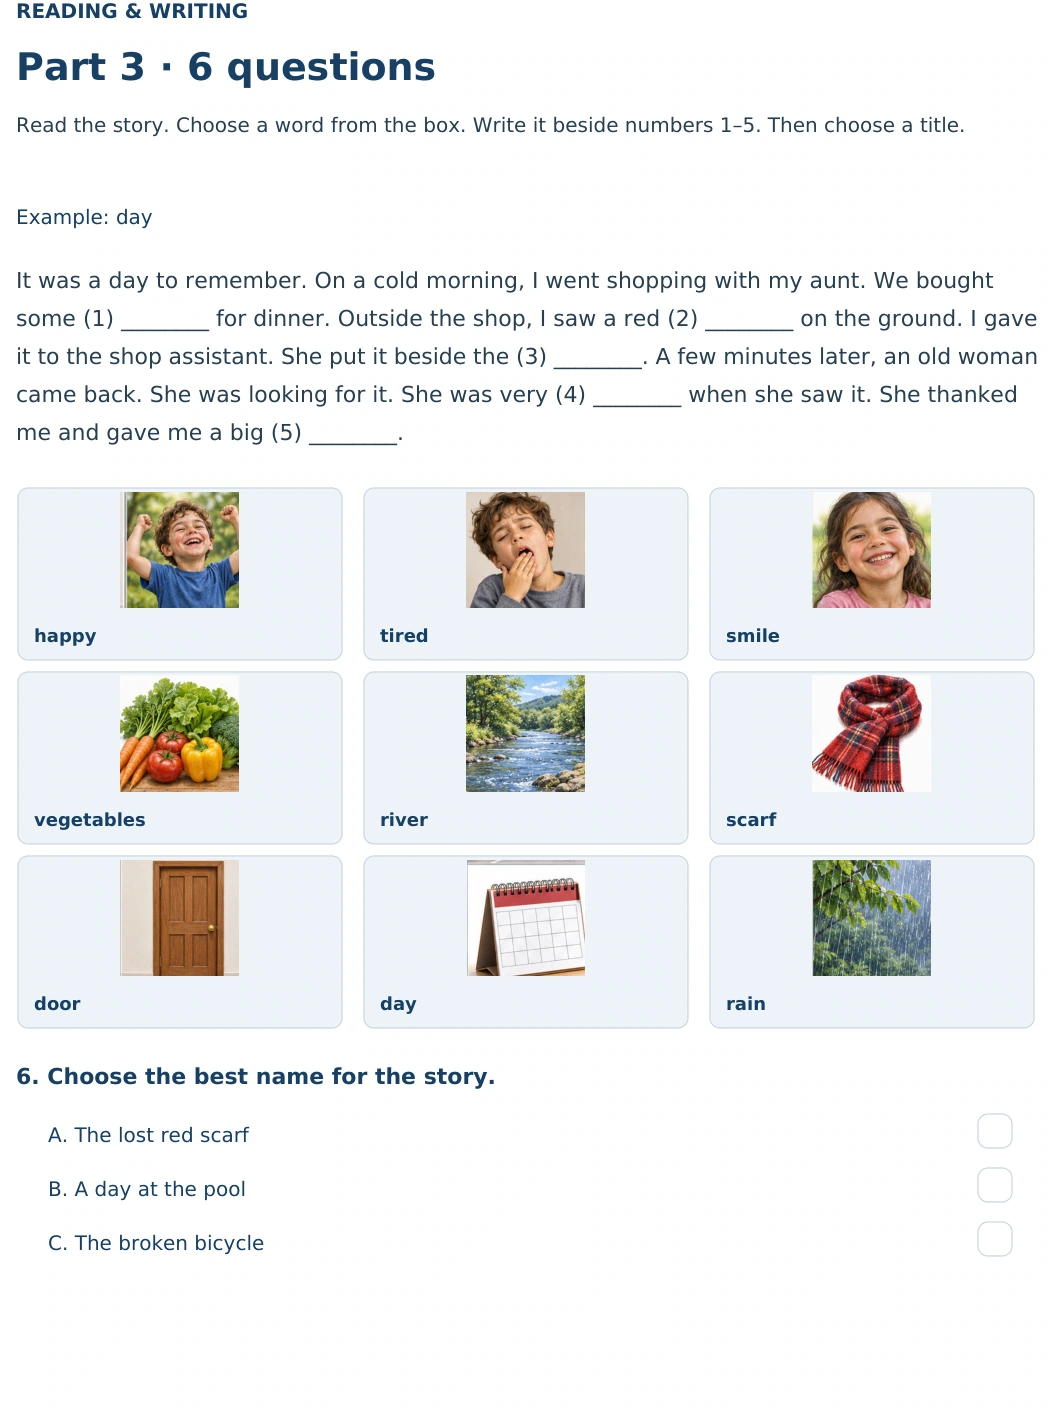 READING & WRITING
Part 3 · 6 questions
Read the story. Choose a word from the box. Write it beside numbers 1–5. Then choose a title.
Example: day
It was a day to remember. On a cold morning, I went shopping with my aunt. We bought
some (1) ________ for dinner. Outside the shop, I saw a red (2) ________ on the ground. I gave
it to the shop assistant. She put it beside the (3) ________. A few minutes later, an old woman
came back. She was looking for it. She was very (4) ________ when she saw it. She thanked
me and gave me a big (5) ________.
happy
tired
smile
vegetables
river
scarf
door
day
rain
6. Choose the best name for the story.
A. The lost red scarf
B. A day at the pool
C. The broken bicycle